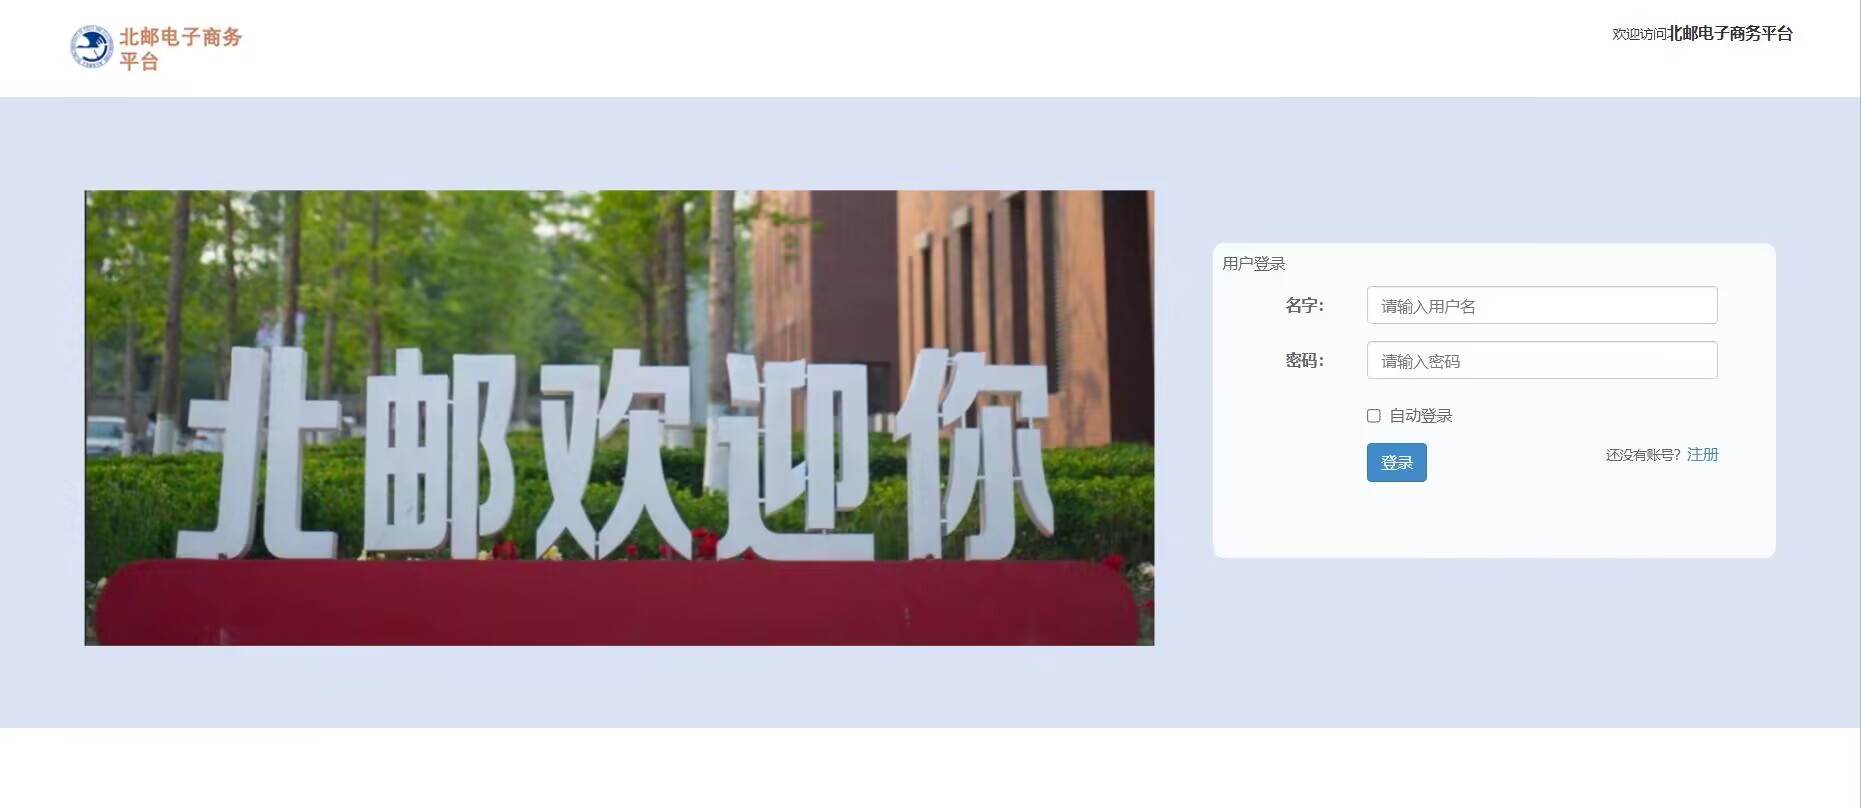 北邮电子商务
平台
欢迎访问北邮电子商务平台
北邮欢迎你
用户登录
名字：
请输入用户名
密码：
请输入密码
自动登录
登录
还没有账号？注册